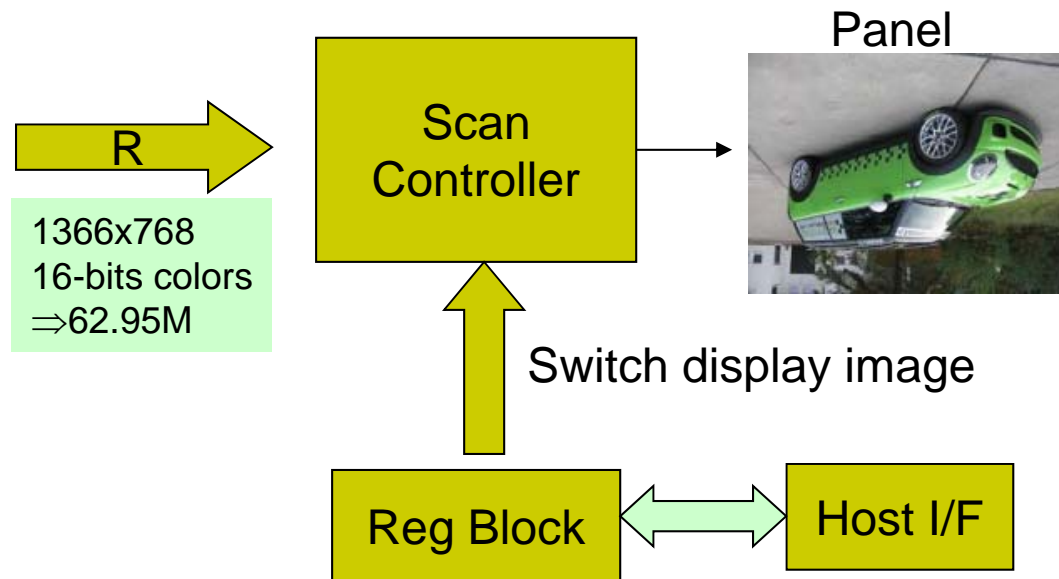 Panel
Scan
Controller
R
1366x768
16-bits colors
⇒62.95M
Switch display image
Reg Block
Host I/F